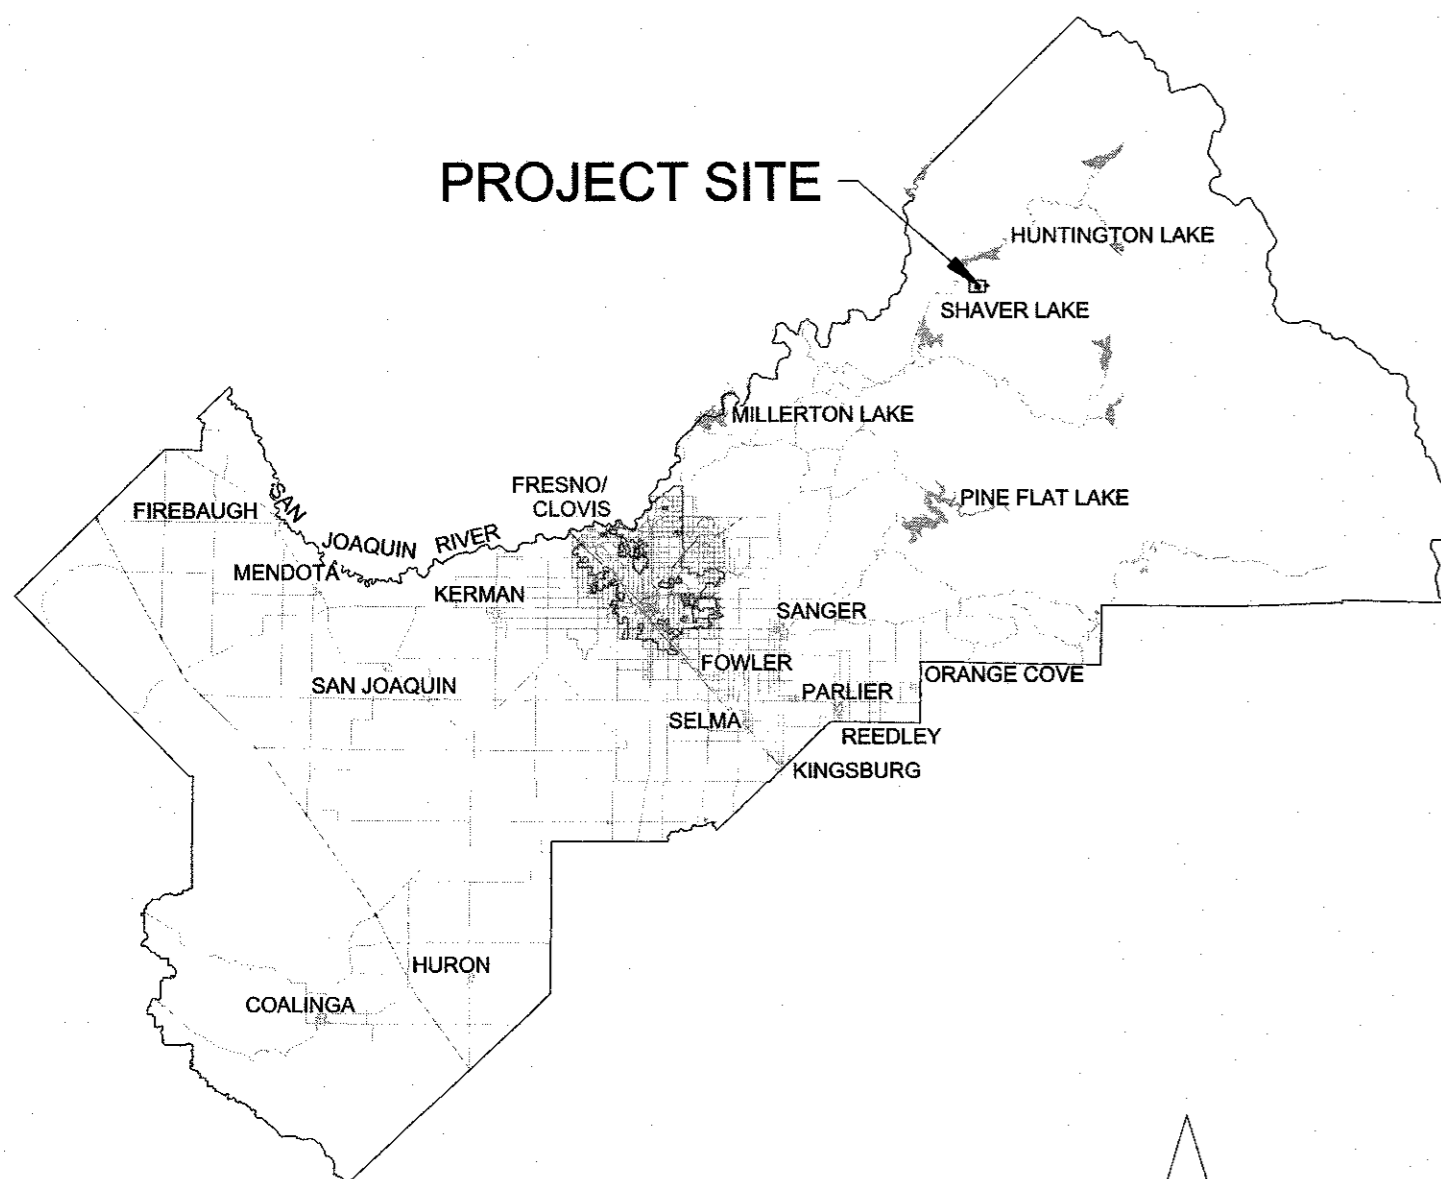 PROJECT SITE
HUNTINGTON LAKE
SHAVER LAKE
MILLERTON LAKE
FRESNO/
CLOVIS
PINE FLAT LAKE
FIREBAUGH
SAN
JOAQUIN
RIVER
MENDOTA
KERMAN
SANGER
FOWLER
ORANGE COVE
SAN JOAQUIN
PARLIER
SELMA
REEDLEY
KINGSBURG
HURON
COALINGA